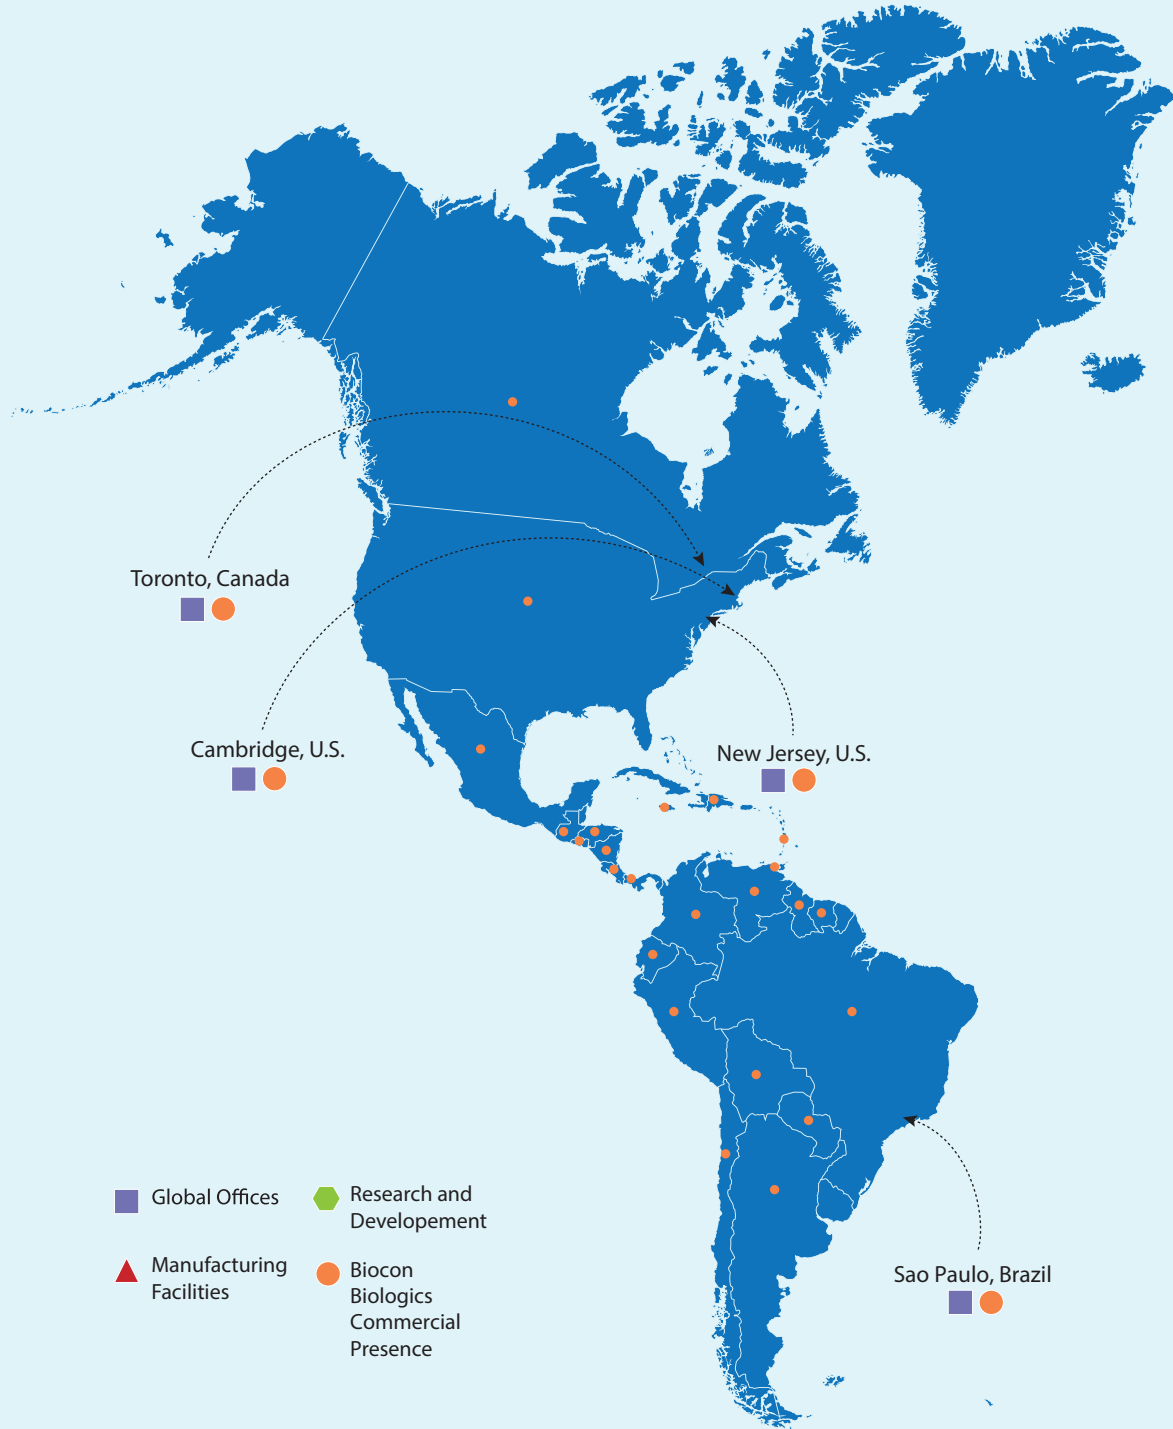 Toronto, Canada
Cambridge, U.S.
New Jersey, U.S.
Global Offices
Research and
Developement
Manufacturing
Facilities
Biocon
Biologics
Commercial
Presence
Sao Paulo, Brazil